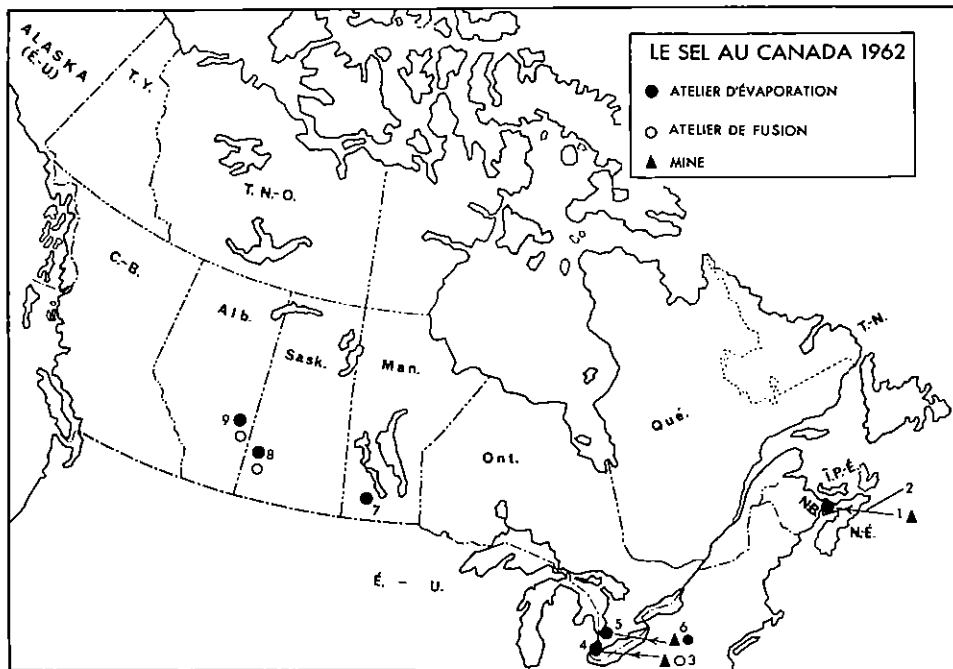 LE SEL AU CANADA 1962
ATELIER D'ÉVAPORATION
ATELIER DE FUSION
MINE
ALASKA
(É.-U)
T.Y.
T.N.-O.
C.-B.
Alb.
Sask.
Man.
Ont.
Qué.
T.-N.
Î.P.-É.
N.B.
N.-É.
É. - U.
9
8
7
2
1
5
6
4
3